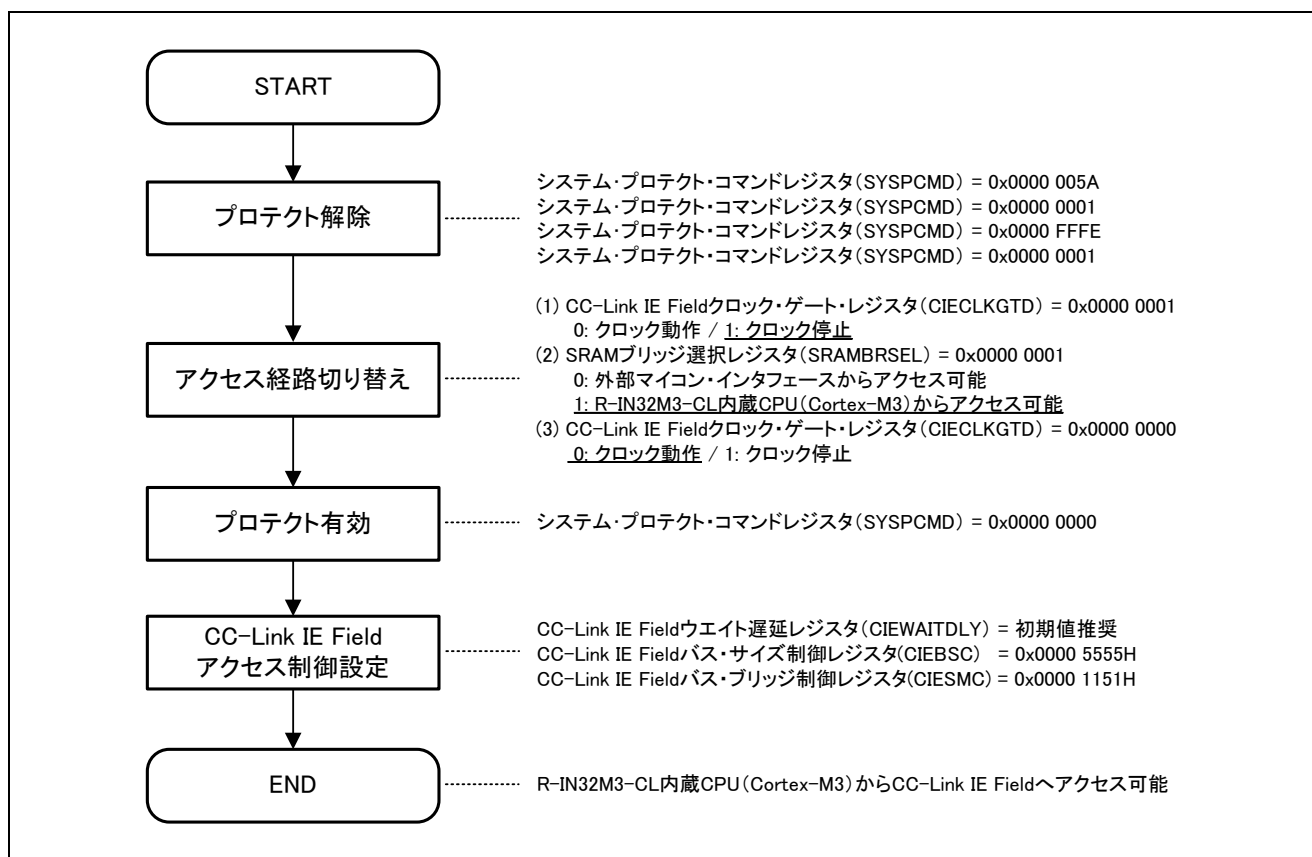 START
プロテクト解除
システム・プロテクト・コマンドレジスタ(SYSPCMD) = 0x0000 005A
システム・プロテクト・コマンドレジスタ(SYSPCMD) = 0x0000 0001
システム・プロテクト・コマンドレジスタ(SYSPCMD) = 0x0000 FFFE
システム・プロテクト・コマンドレジスタ(SYSPCMD) = 0x0000 0001
アクセス経路切り替え
(1) CC-Link IE Fieldクロック・ゲート・レジスタ(CIECLKGTD) = 0x0000 0001
0: クロック動作 / 1: クロック停止
(2) SRAMブリッジ選択レジスタ(SRAMBRSEL) = 0x0000 0001
0: 外部マイコン・インタフェースからアクセス可能
1: R-IN32M3-CL内蔵CPU(Cortex-M3)からアクセス可能
(3) CC-Link IE Fieldクロック・ゲート・レジスタ(CIECLKGTD) = 0x0000 0000
0: クロック動作 / 1: クロック停止
プロテクト有効
システム・プロテクト・コマンドレジスタ(SYSPCMD) = 0x0000 0000
CC-Link IE Field
アクセス制御設定
CC-Link IE Fieldウエイト遅延レジスタ(CIEWAITDLY) = 初期値推奨
CC-Link IE Fieldバス・サイズ制御レジスタ(CIEBSC) = 0x0000 5555H
CC-Link IE Fieldバス・ブリッジ制御レジスタ(CIESMC) = 0x0000 1151H
END
R-IN32M3-CL内蔵CPU(Cortex-M3)からCC-Link IE Fieldへアクセス可能